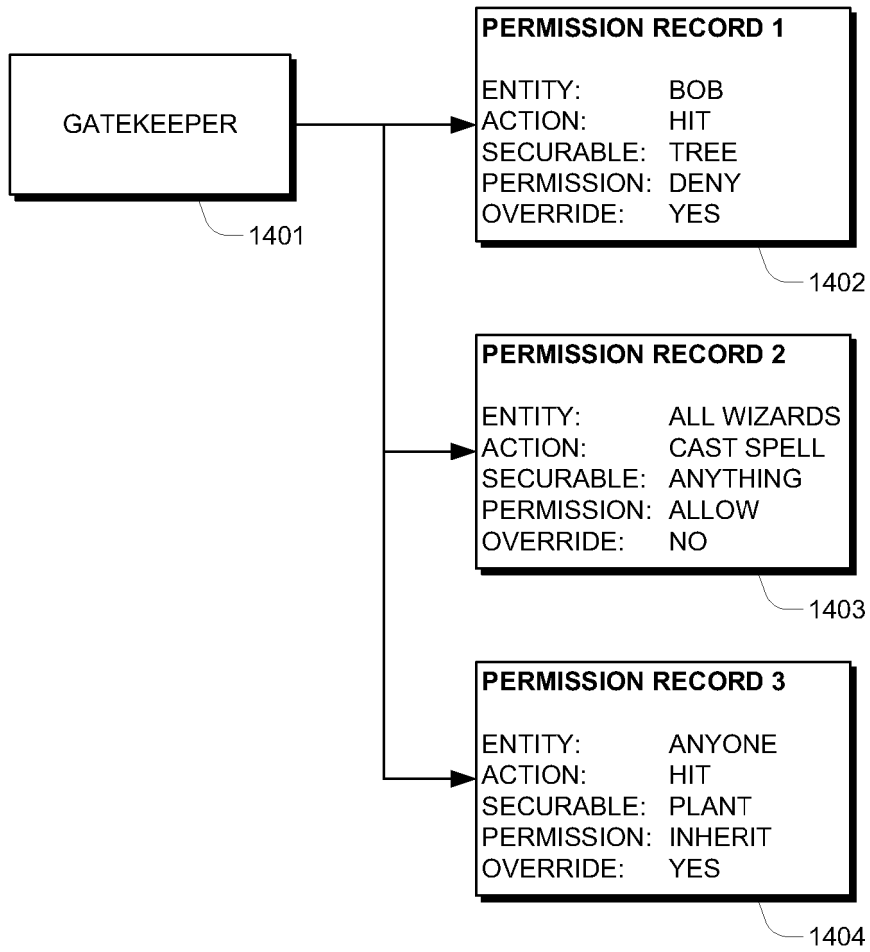 GATEKEEPER
1401
PERMISSION RECORD 1
ENTITY: BOB
ACTION: HIT
SECURABLE: TREE
PERMISSION: DENY
OVERRIDE: YES
1402
PERMISSION RECORD 2
ENTITY: ALL WIZARDS
ACTION: CAST SPELL
SECURABLE: ANYTHING
PERMISSION: ALLOW
OVERRIDE: NO
1403
PERMISSION RECORD 3
ENTITY: ANYONE
ACTION: HIT
SECURABLE: PLANT
PERMISSION: INHERIT
OVERRIDE: YES
1404